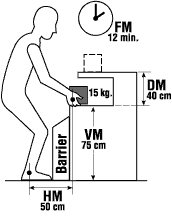 FM
12 min.
DM
40 cm
15 kg.
VM
75 cm
Barrier
HM
50 cm